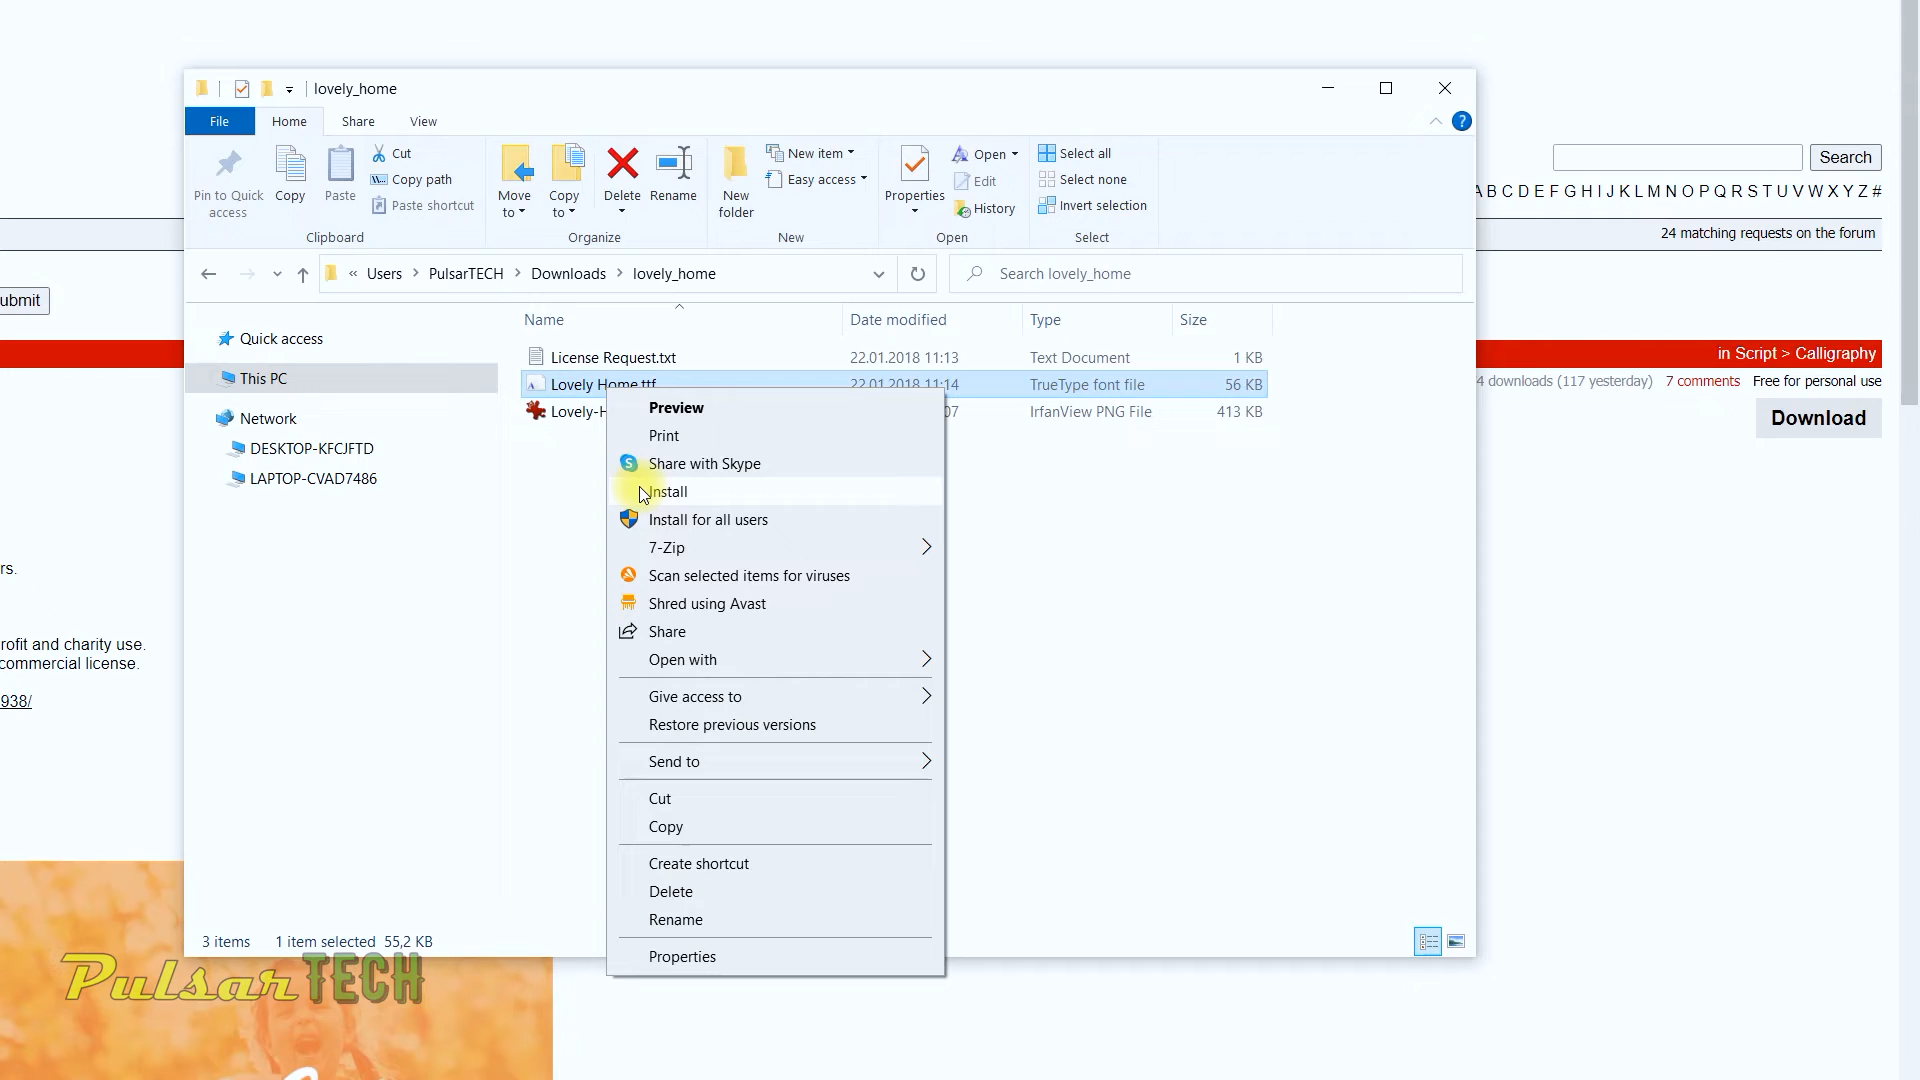 lovely_home
File Home Share View
Pin to Quick access
Copy
Paste
Cut
Copy path
Paste shortcut
Clipboard
Move to
Copy to
Delete
Rename
Organize
New folder
New item
Easy access
New
Properties
Open
Edit
History
Open
Select all
Select none
Invert selection
Select
« Users > PulsarTECH > Downloads > lovely_home
Search lovely_home
Quick access
This PC
Network
DESKTOP-KFCJFTD
LAPTOP-CVAD7486
Name Date modified Type Size
License Request.txt 22.01.2018 11:13 Text Document 1 KB
Lovely Home.ttf 22.01.2018 11:14 TrueType font file 56 KB
Lovely-H 07 IrfanView PNG File 413 KB
Preview
Print
Share with Skype
Install
Install for all users
7-Zip
Scan selected items for viruses
Shred using Avast
Share
Open with
Give access to
Restore previous versions
Send to
Cut
Copy
Create shortcut
Delete
Rename
Properties
3 items 1 item selected 55,2 KB
Search
A B C D E F G H I J K L M N O P Q R S T U V W X Y Z #
24 matching requests on the forum
in Script > Calligraphy
4 downloads (117 yesterday) 7 comments Free for personal use
Download
ubmit
rs.
rofit and charity use.
commercial license.
938/
PulsarTECH